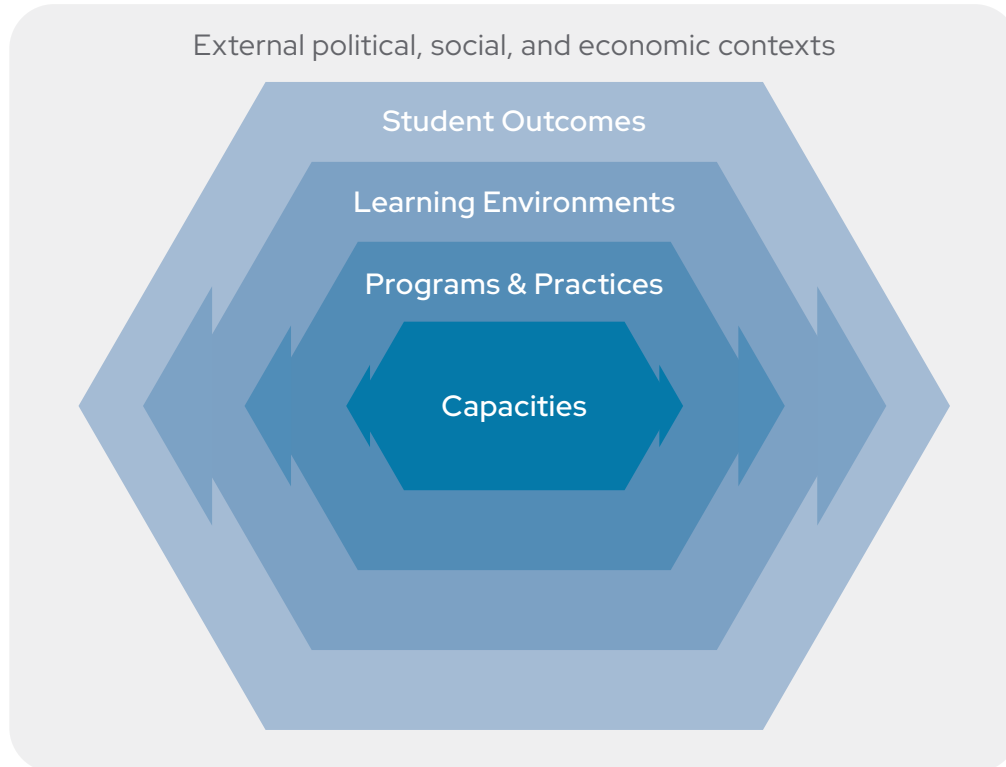 External political, social, and economic contexts
Student Outcomes
Learning Environments
Programs & Practices
Capacities